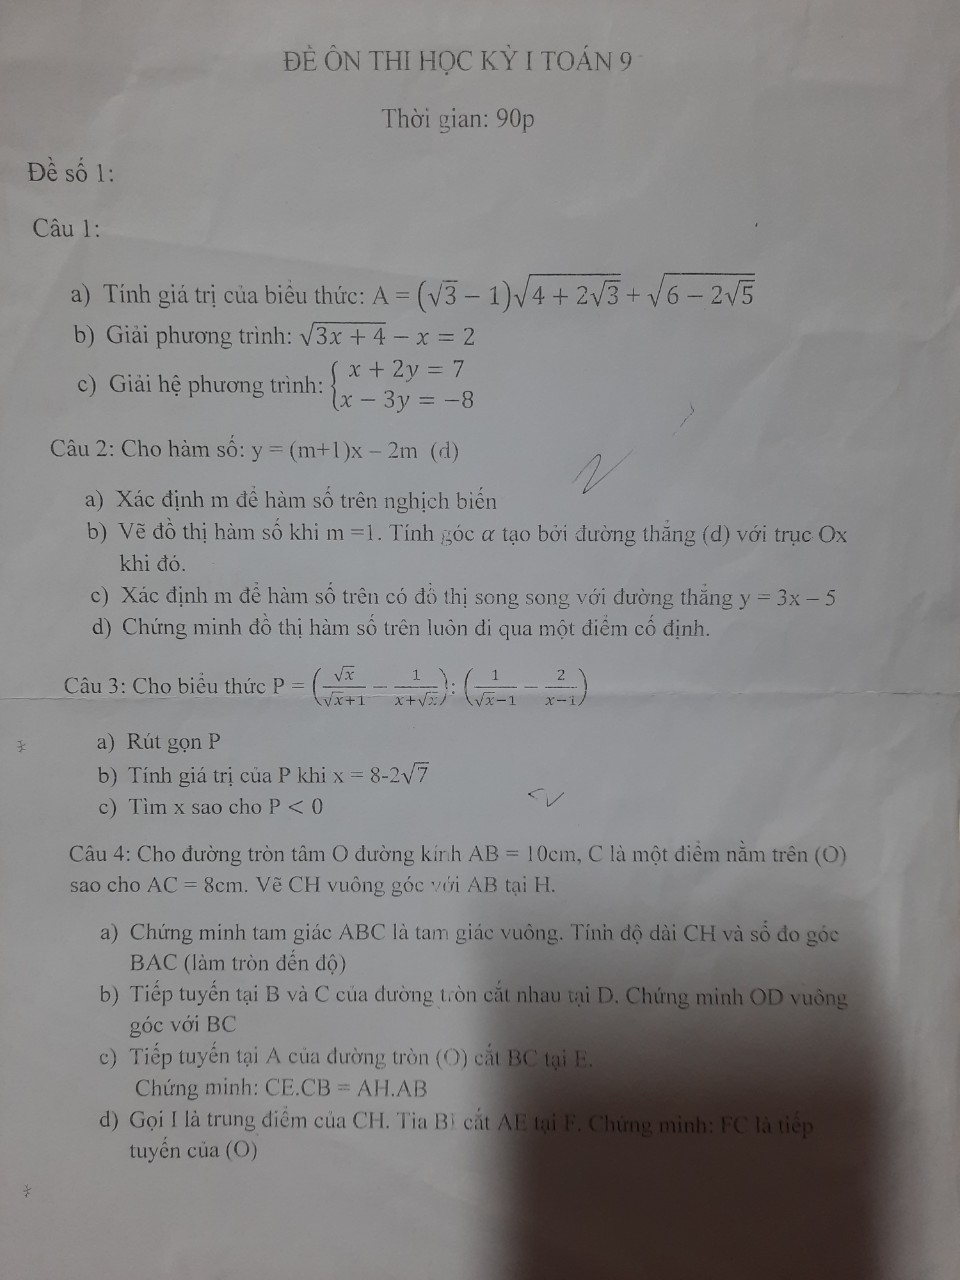 ĐỀ ÔN THI HỌC KỲ I TOÁN 9
Thời gian: 90p
Đề số 1:
Câu 1:
a) Tính giá trị của biểu thức: A = (√3 − 1)√(4 + 2√3) + √(6 − 2√5)
b) Giải phương trình: √(3x + 4) − x = 2
c) Giải hệ phương trình: {x + 2y = 7
x − 3y = −8
Câu 2: Cho hàm số: y = (m+1)x – 2m (d)
a) Xác định m để hàm số trên nghịch biến
b) Vẽ đồ thị hàm số khi m =1. Tính góc α tạo bởi đường thẳng (d) với trục Ox
khi đó.
c) Xác định m để hàm số trên có đồ thị song song với đường thẳng y = 3x – 5
d) Chứng minh đồ thị hàm số trên luôn đi qua một điểm cố định.
Câu 3: Cho biểu thức P = (√x/(√x+1) − 1/(x+√x)) : (1/(√x−1) − 2/(x−1))
a) Rút gọn P
b) Tính giá trị của P khi x = 8-2√7
c) Tìm x sao cho P < 0
Câu 4: Cho đường tròn tâm O đường kính AB = 10cm, C là một điểm nằm trên (O)
sao cho AC = 8cm. Vẽ CH vuông góc với AB tại H.
a) Chứng minh tam giác ABC là tam giác vuông. Tính độ dài CH và số đo góc
BAC (làm tròn đến độ)
b) Tiếp tuyến tại B và C của đường tròn cắt nhau tại D. Chứng minh OD vuông
góc với BC
c) Tiếp tuyến tại A của đường tròn (O) cắt BC tại E.
Chứng minh: CE.CB = AH.AB
d) Gọi I là trung điểm của CH. Tia BI cắt AE tại F. Chứng minh: FC là tiếp
tuyến của (O)